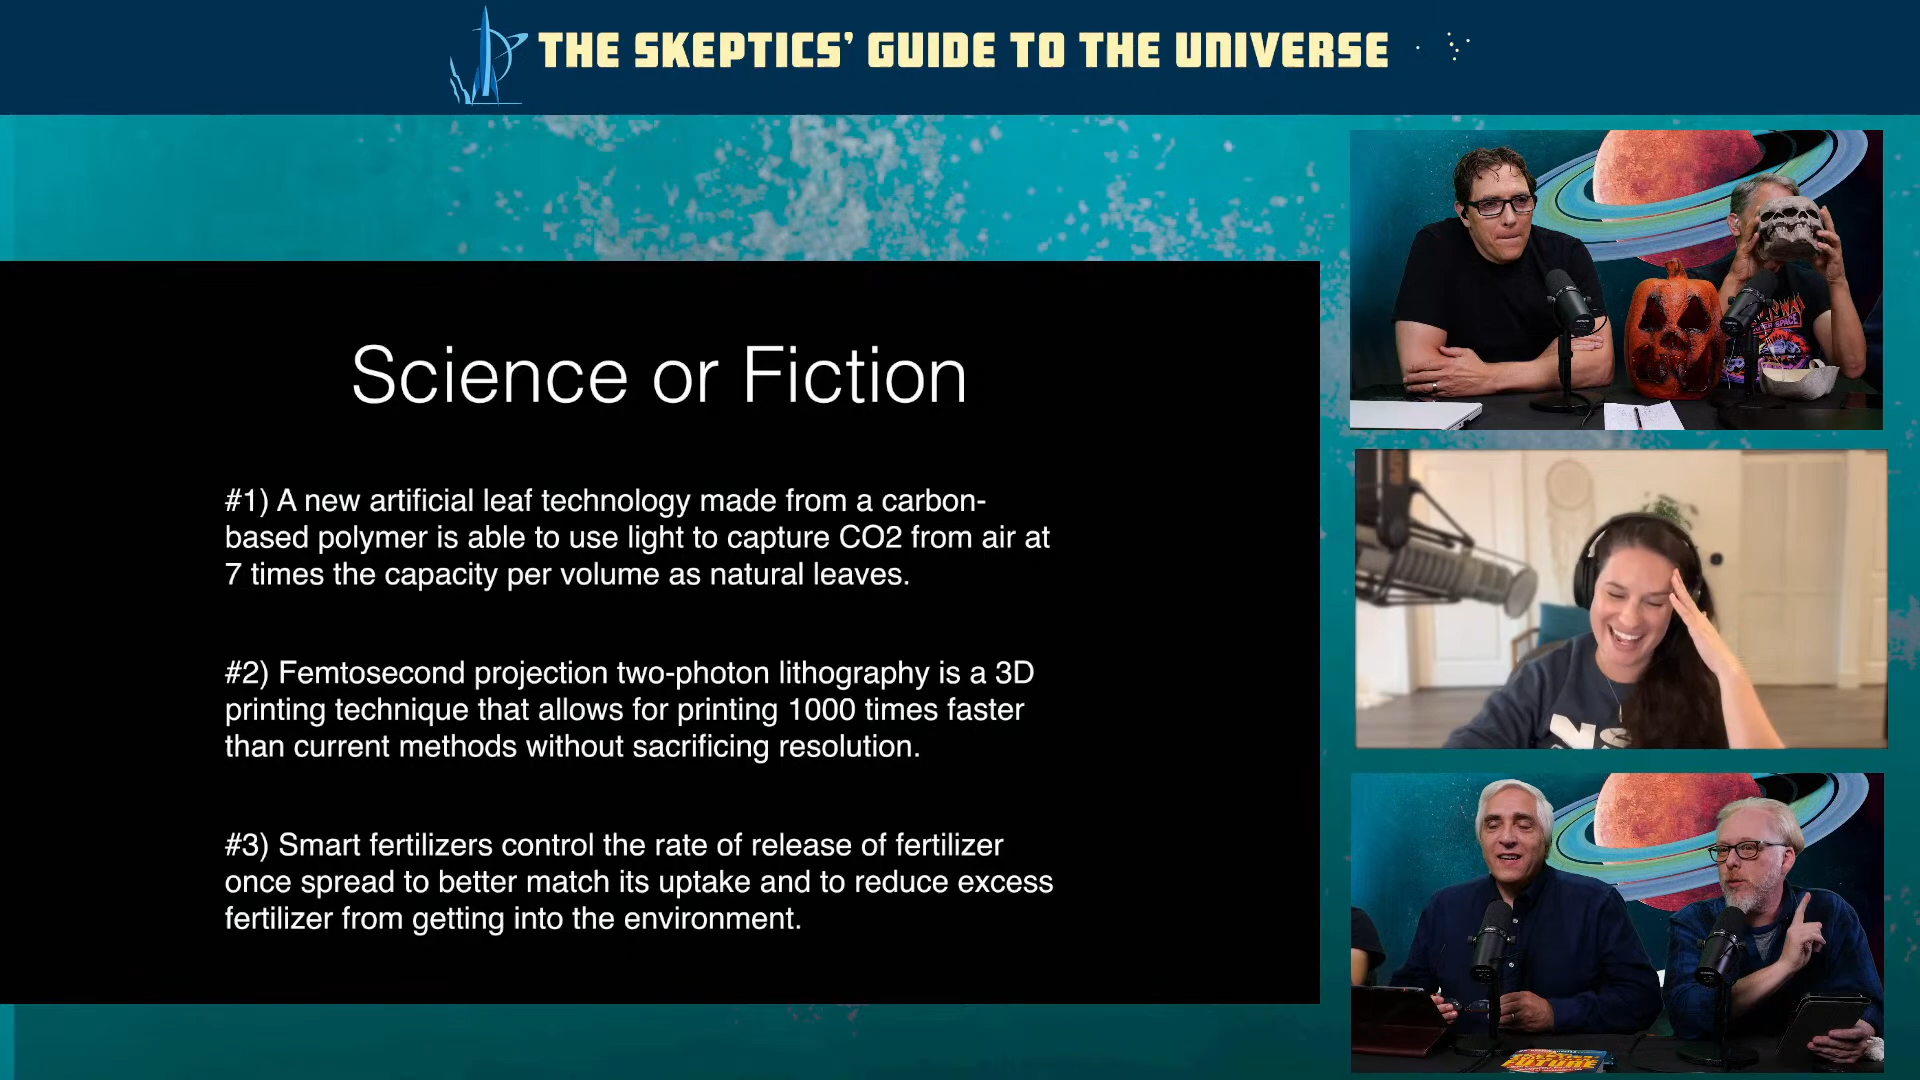 THE SKEPTICS' GUIDE TO THE UNIVERSE
Science or Fiction
#1) A new artificial leaf technology made from a carbon-
based polymer is able to use light to capture CO2 from air at
7 times the capacity per volume as natural leaves.
#2) Femtosecond projection two-photon lithography is a 3D
printing technique that allows for printing 1000 times faster
than current methods without sacrificing resolution.
#3) Smart fertilizers control the rate of release of fertilizer
once spread to better match its uptake and to reduce excess
fertilizer from getting into the environment.
SPACE
FUTURE